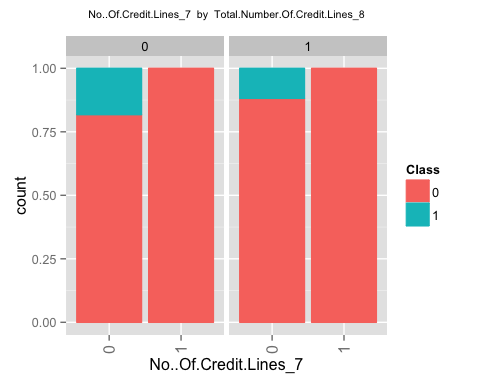 No..Of.Credit.Lines_7 by Total.Number.Of.Credit.Lines_8
0 1
1.00
0.75
0.50
0.25
0.00
count
0 1 0 1
No..Of.Credit.Lines_7
Class
0
1